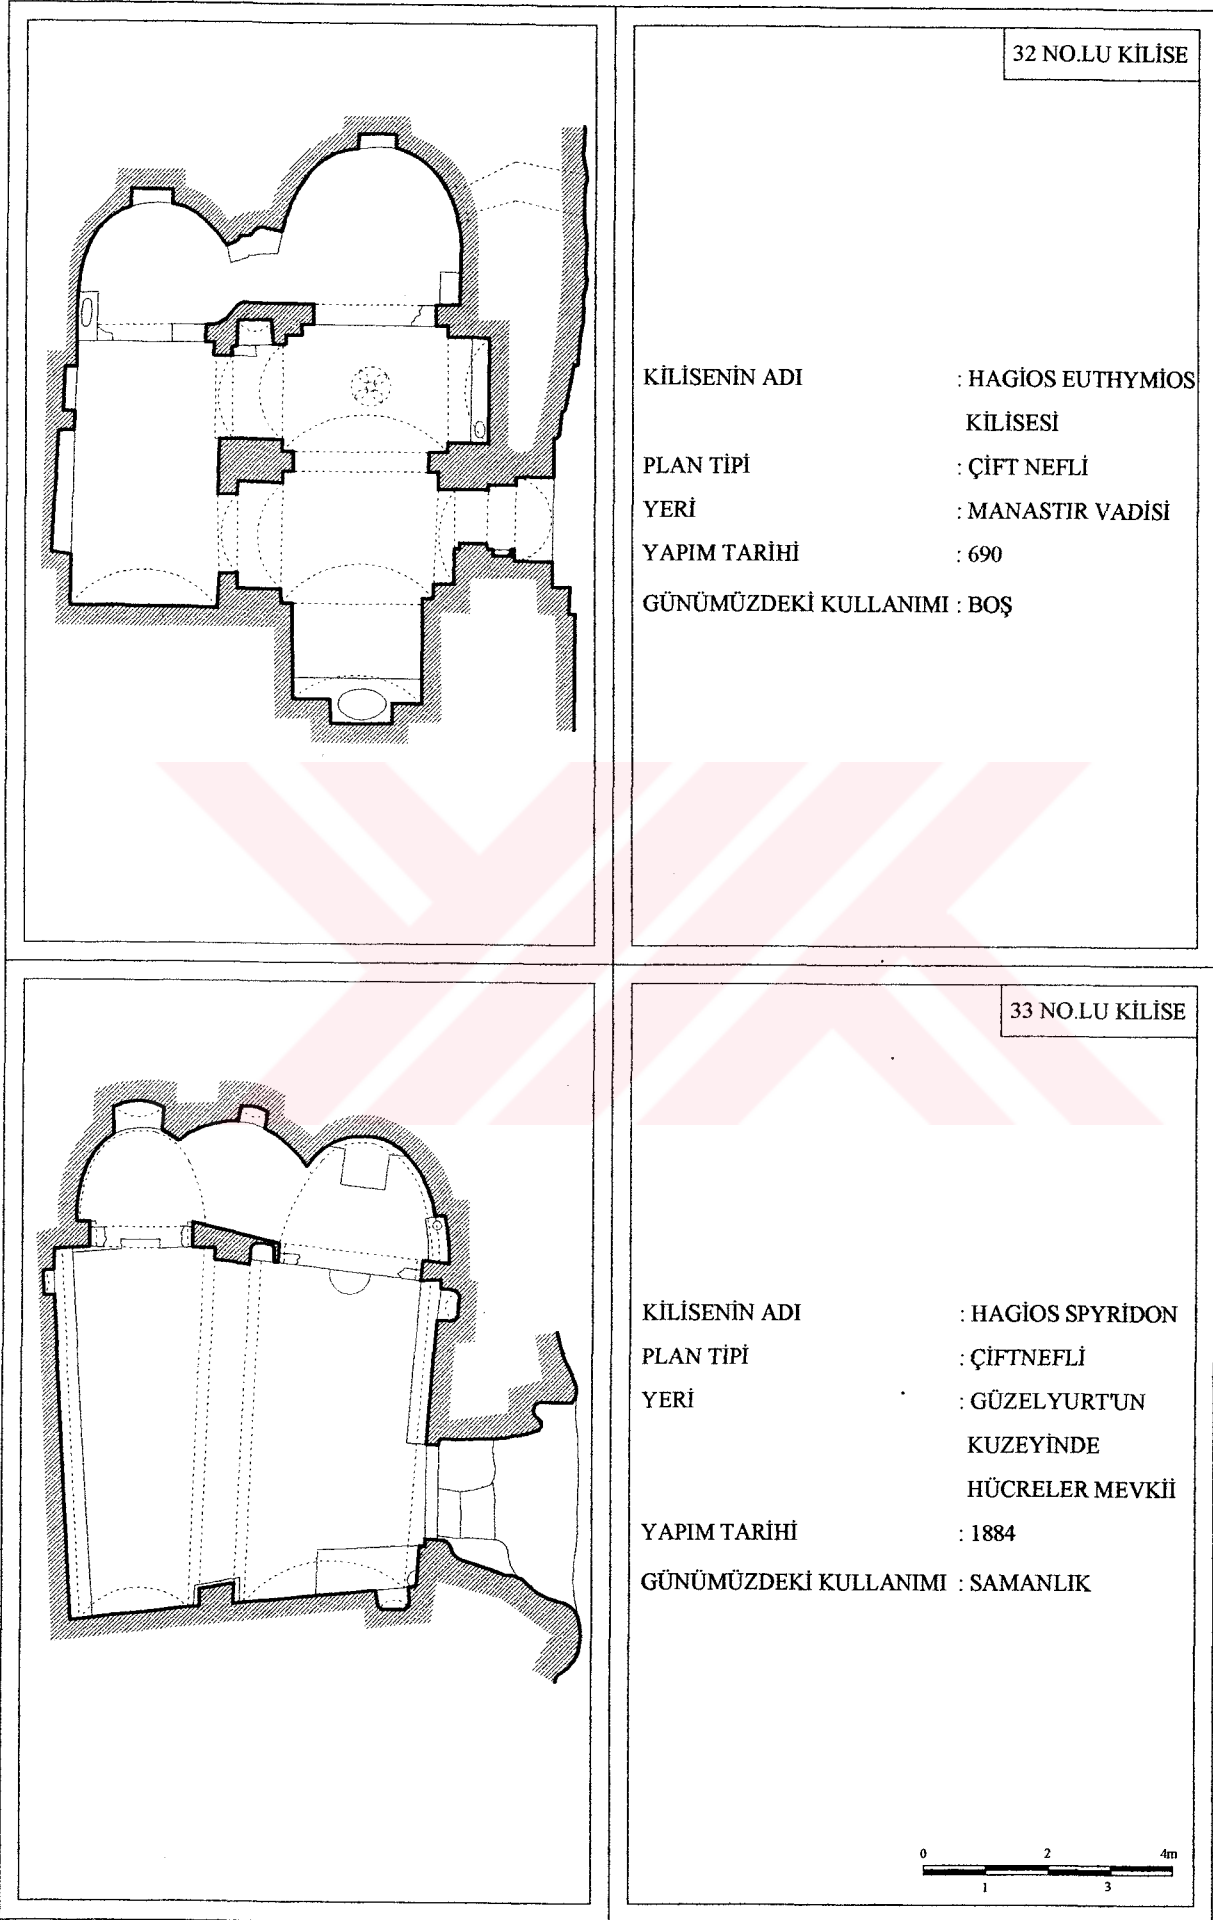 32 NO.LU KİLİSE
KİLİSENİN ADI : HAGİOS EUTHYMİOS
KİLİSESİ
PLAN TİPİ : ÇİFT NEFLİ
YERİ : MANASTIR VADİSİ
YAPIM TARİHİ : 690
GÜNÜMÜZDEKİ KULLANIMI : BOŞ
33 NO.LU KİLİSE
KİLİSENİN ADI : HAGİOS SPYRİDON
PLAN TİPİ : ÇİFTNEFLİ
YERİ : GÜZELYURT'UN
KUZEYİNDE
HÜCRELER MEVKİİ
YAPIM TARİHİ : 1884
GÜNÜMÜZDEKİ KULLANIMI : SAMANLIK
0 2 4m
1 3